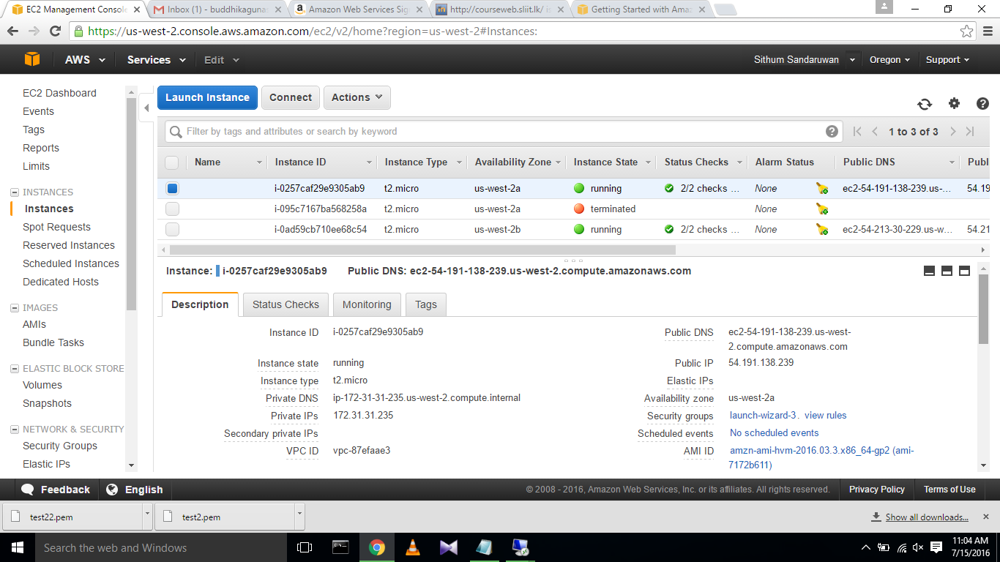 EC2 Management Console
Inbox (1) - buddhikaguna
Amazon Web Services Sig
http://courseweb.sliit.lk/ is
Getting Started with Amaz
https://us-west-2.console.aws.amazon.com/ec2/v2/home?region=us-west-2#Instances:
AWS Services Edit Sithum Sandaruwan Oregon Support
EC2 Dashboard
Events
Tags
Reports
Limits
INSTANCES
Instances
Spot Requests
Reserved Instances
Scheduled Instances
Dedicated Hosts
IMAGES
AMIs
Bundle Tasks
ELASTIC BLOCK STORE
Volumes
Snapshots
NETWORK & SECURITY
Security Groups
Elastic IPs
Launch Instance Connect Actions
Filter by tags and attributes or search by keyword
1 to 3 of 3
Name Instance ID Instance Type Availability Zone Instance State Status Checks Alarm Status Public DNS Publ
i-0257caf29e9305ab9 t2.micro us-west-2a running 2/2 checks ... None ec2-54-191-138-239.us-... 54.19
i-095c7167ba568258a t2.micro us-west-2a terminated None
i-0ad59cb710ee68c54 t2.micro us-west-2b running 2/2 checks ... None ec2-54-213-30-229.us-w... 54.21
Instance: i-0257caf29e9305ab9 Public DNS: ec2-54-191-138-239.us-west-2.compute.amazonaws.com
Description Status Checks Monitoring Tags
Instance ID i-0257caf29e9305ab9
Instance state running
Instance type t2.micro
Private DNS ip-172-31-31-235.us-west-2.compute.internal
Private IPs 172.31.31.235
Secondary private IPs
VPC ID vpc-87efaae3
Public DNS ec2-54-191-138-239.us-west-
2.compute.amazonaws.com
Public IP 54.191.138.239
Elastic IPs
Availability zone us-west-2a
Security groups launch-wizard-3. view rules
Scheduled events No scheduled events
AMI ID amzn-ami-hvm-2016.03.3.x86_64-gp2 (ami-
7172b611)
Feedback English © 2008 - 2016, Amazon Web Services, Inc. or its affiliates. All rights reserved. Privacy Policy Terms of Use
test22.pem test2.pem Show all downloads...
Search the web and Windows
11:04 AM
7/15/2016